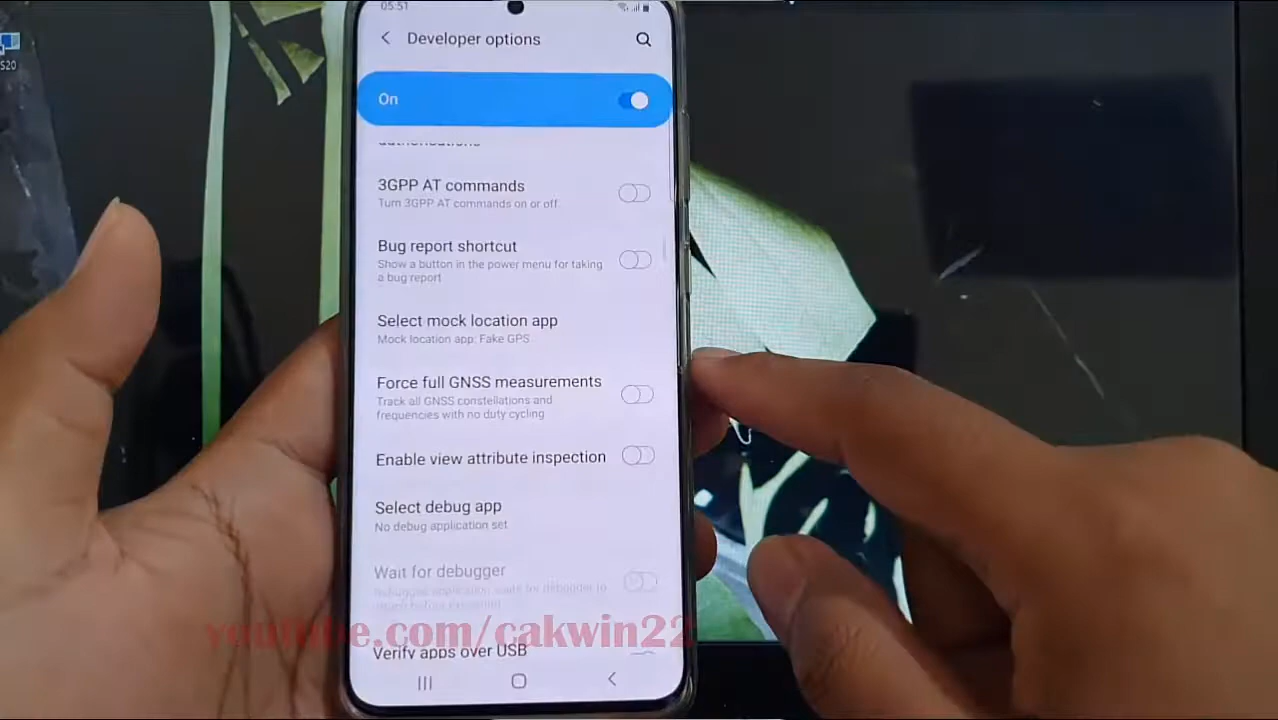 05:51
Developer options
S20
On
authentications
3GPP AT commands
Turn 3GPP AT commands on or off.
Bug report shortcut
Show a button in the power menu for taking
a bug report
Select mock location app
Mock location app: Fake GPS
Force full GNSS measurements
Track all GNSS constellations and
frequencies with no duty cycling
Enable view attribute inspection
Select debug app
No debug application set
Wait for debugger
youtube.com/cakwin22
Verify apps over USB